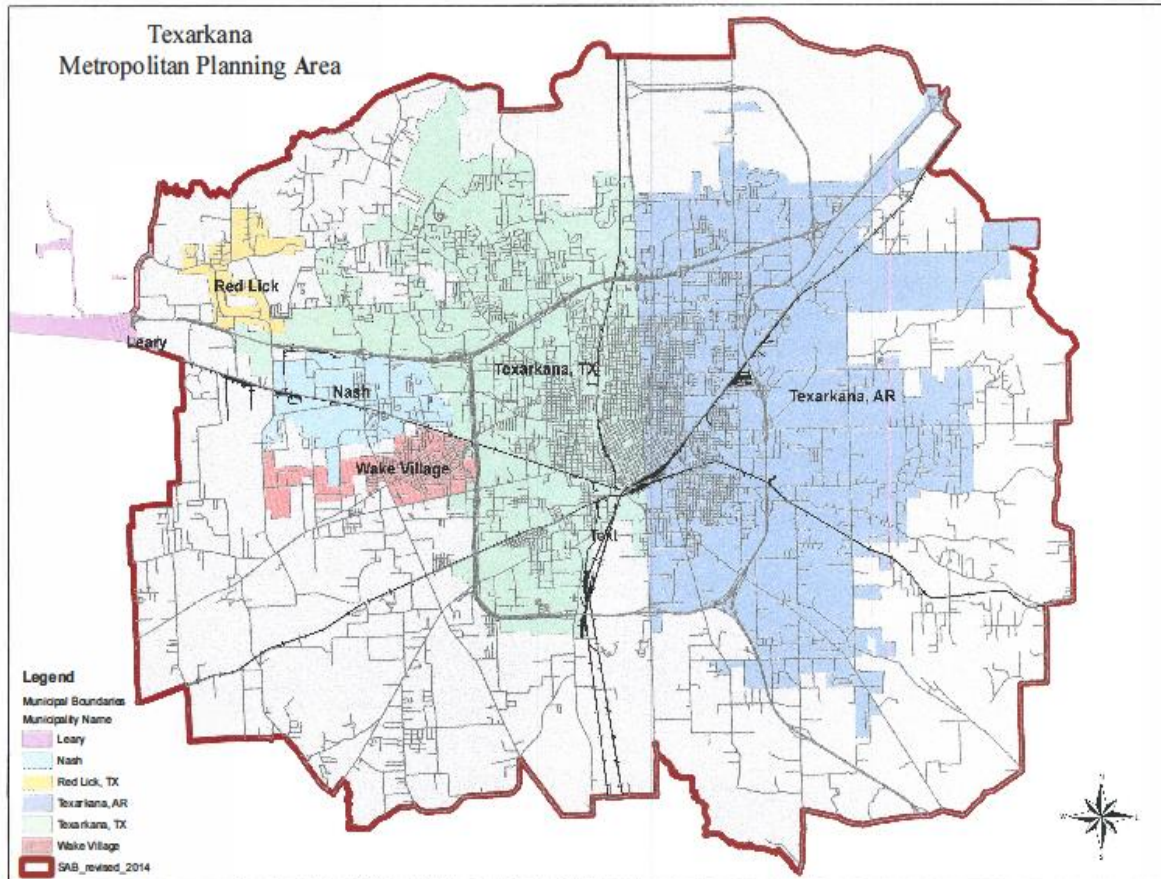 Texarkana
Metropolitan Planning Area
Red Lick
Leary
Texarkana, TX
Nash
Texarkana, AR
Wake Village
Legend
Municipal Boundaries
Municipality Name
Leary
Nash
Red Lick, TX
Texarkana, AR
Texarkana, TX
Wake Village
SAB_revised_2014
N
W
E
S